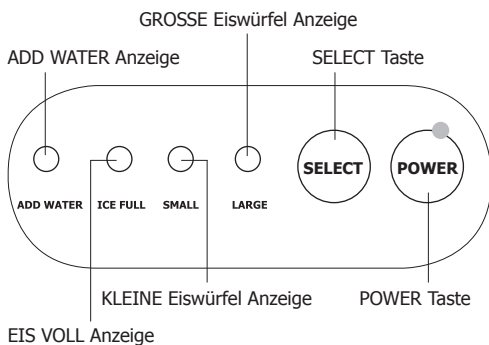 GROSSE Eiswürfel Anzeige
ADD WATER Anzeige
SELECT Taste
SELECT
POWER
ADD WATER
ICE FULL
SMALL
LARGE
KLEINE Eiswürfel Anzeige
POWER Taste
EIS VOLL Anzeige